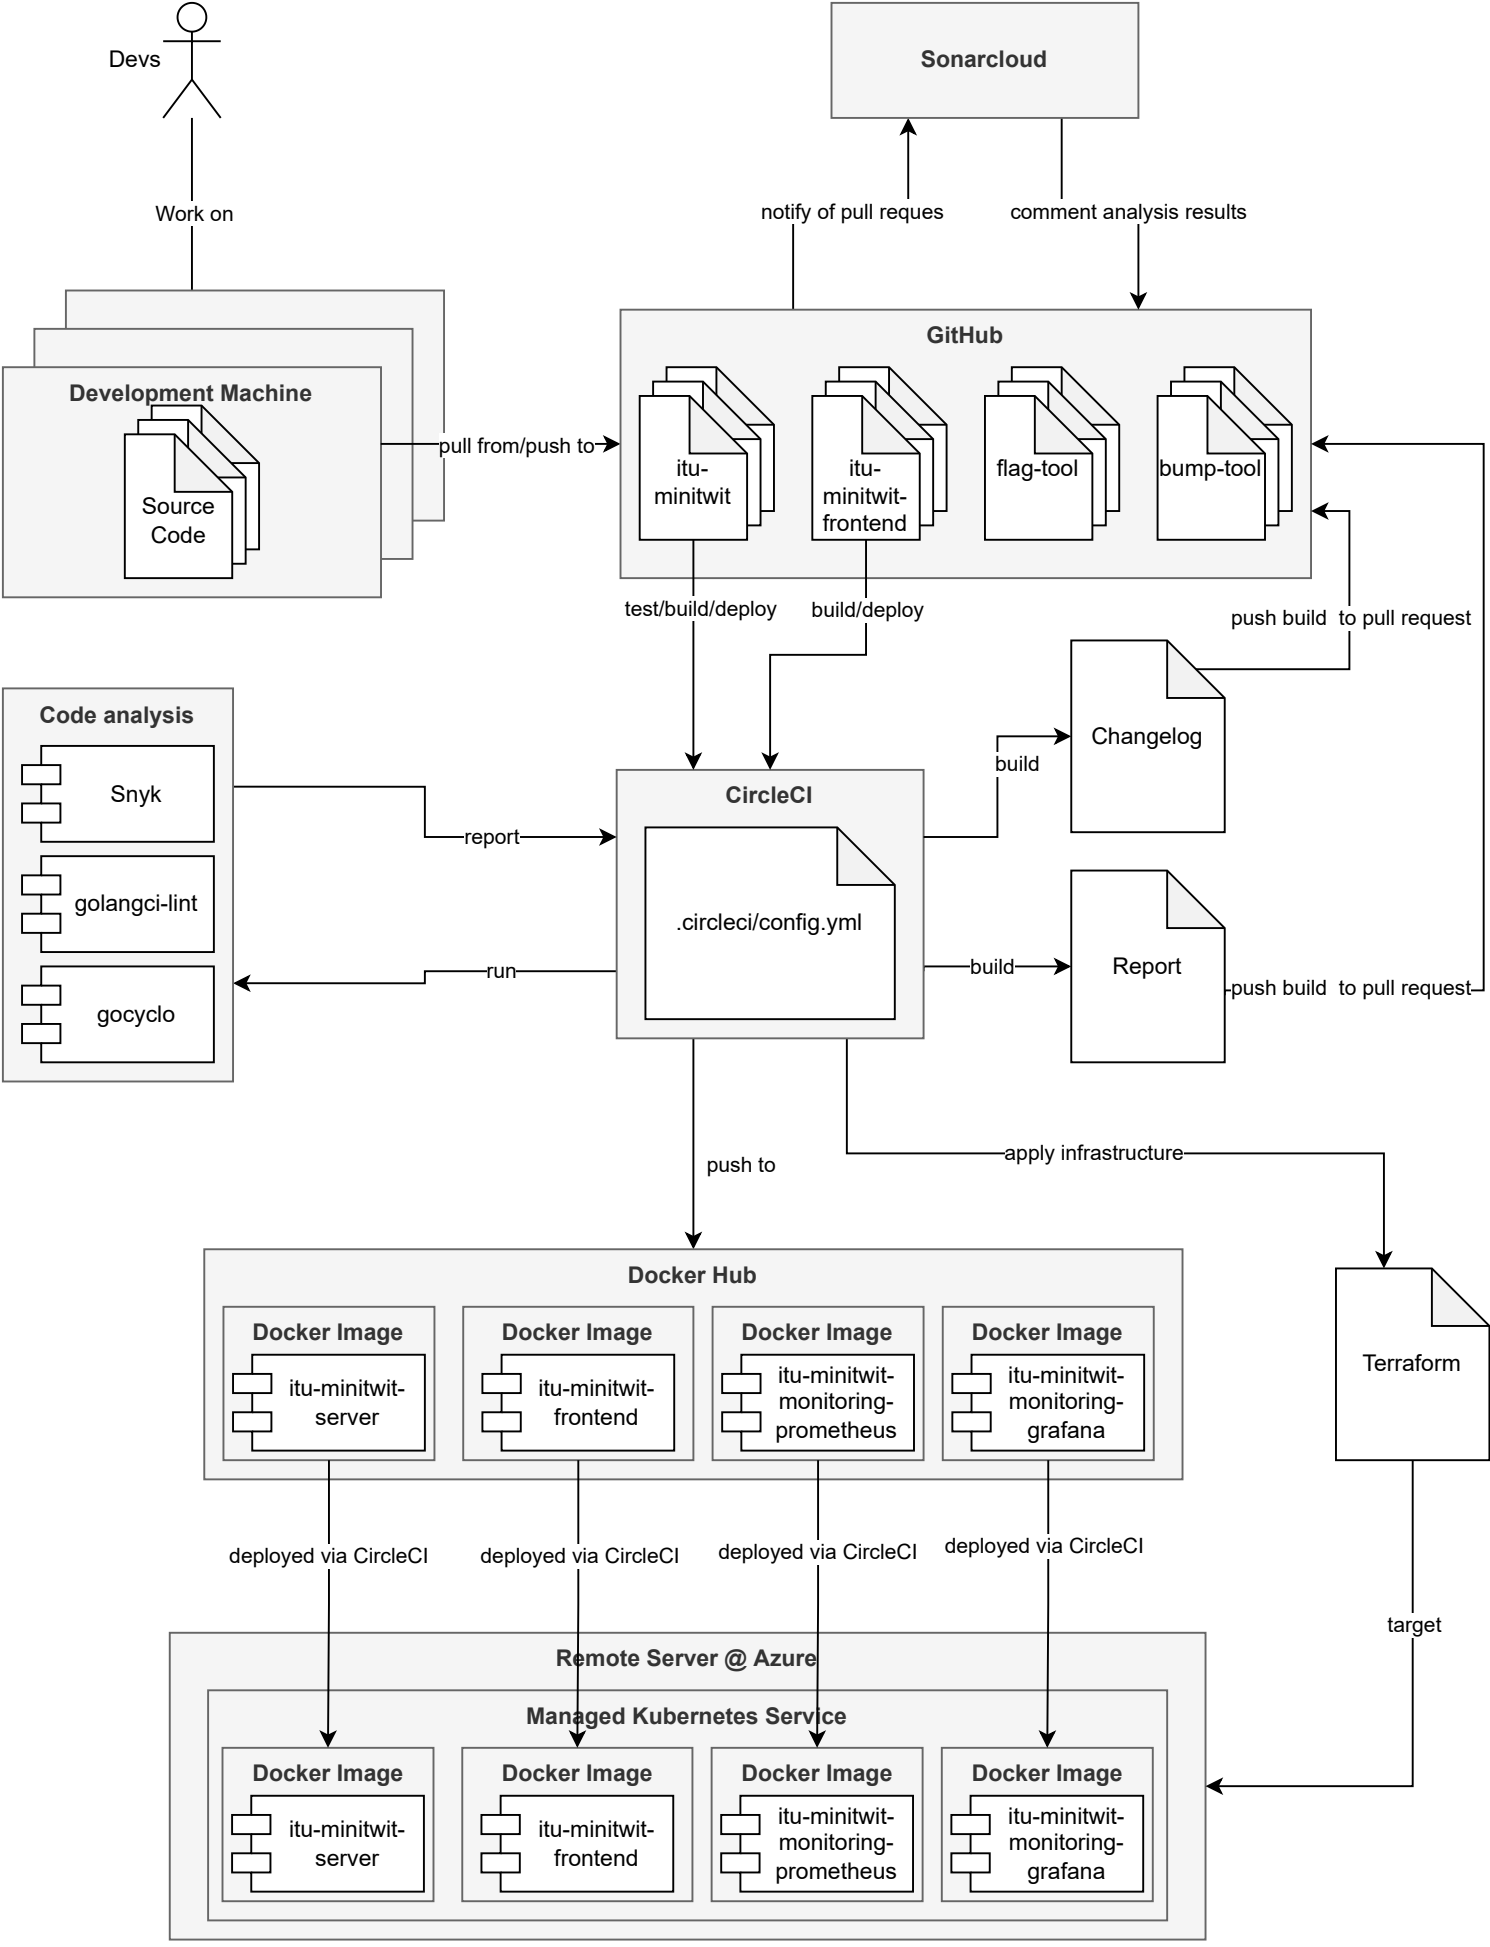 Devs
Sonarcloud
Work on
notify of pull reques
comment analysis results
GitHub
Development Machine
pull from/push to
Source
Code
itu-
minitwit
itu-
minitwit-
frontend
flag-tool
bump-tool
test/build/deploy
build/deploy
push build  to pull request
Code analysis
Snyk
golangci-lint
gocyclo
report
run
CircleCI
.circleci/config.yml
build
Changelog
build
Report
push build  to pull request
push to
apply infrastructure
Docker Hub
Docker Image
itu-minitwit-
server
Docker Image
itu-minitwit-
frontend
Docker Image
itu-minitwit-
monitoring-
prometheus
Docker Image
itu-minitwit-
monitoring-
grafana
Terraform
deployed via CircleCI
deployed via CircleCI
deployed via CircleCI
deployed via CircleCI
target
Remote Server @ Azure
Managed Kubernetes Service
Docker Image
itu-minitwit-
server
Docker Image
itu-minitwit-
frontend
Docker Image
itu-minitwit-
monitoring-
prometheus
Docker Image
itu-minitwit-
monitoring-
grafana